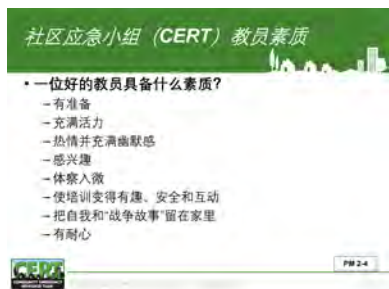 社区应急小组（CERT）教员素质
• 一位好的教员具备什么素质?
– 有准备
– 充满活力
– 热情并充满幽默感
– 感兴趣
– 体察入微
– 使培训变得有趣、安全和互动
– 把自我和“战争故事”留在家里
– 有耐心
CERT
PM 2-4